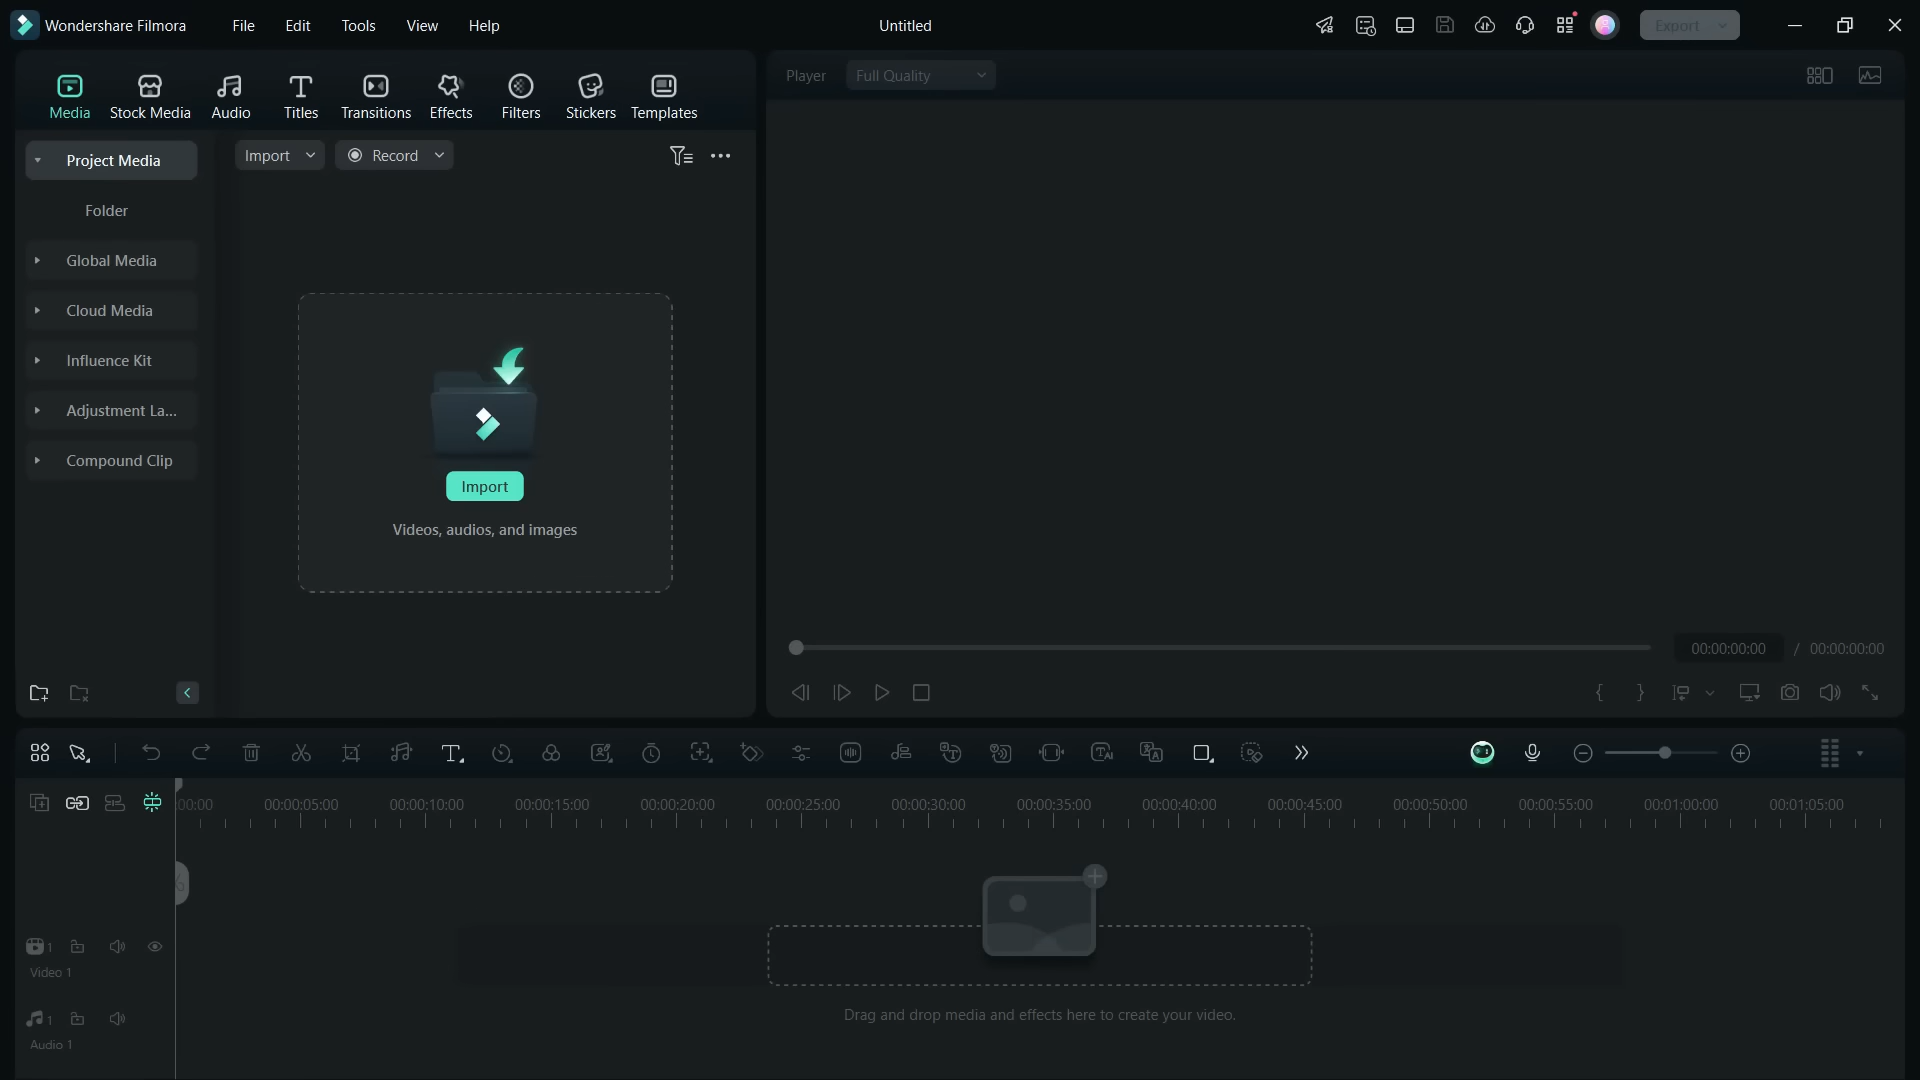 Wondershare Filmora
File
Edit
Tools
View
Help
Untitled
Export
Media
Stock Media
Audio
Titles
Transitions
Effects
Filters
Stickers
Templates
Player
Full Quality
Project Media
Folder
Global Media
Cloud Media
Influence Kit
Adjustment La...
Compound Clip
Import
Record
Import
Videos, audios, and images
00:00:00:00 / 00:00:00:00
:00:00
00:00:05:00
00:00:10:00
00:00:15:00
00:00:20:00
00:00:25:00
00:00:30:00
00:00:35:00
00:00:40:00
00:00:45:00
00:00:50:00
00:00:55:00
00:01:00:00
00:01:05:00
1
Video 1
1
Audio 1
Drag and drop media and effects here to create your video.